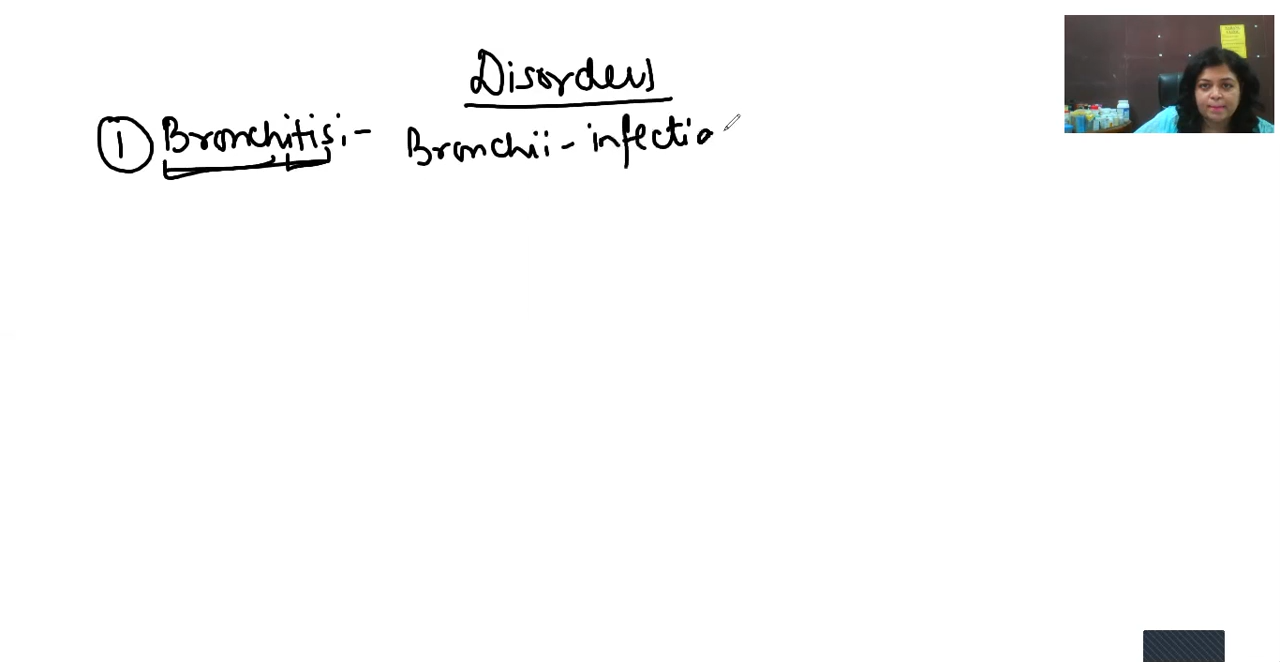 Disorders
① Bronchitis:- Bronchii - infectio